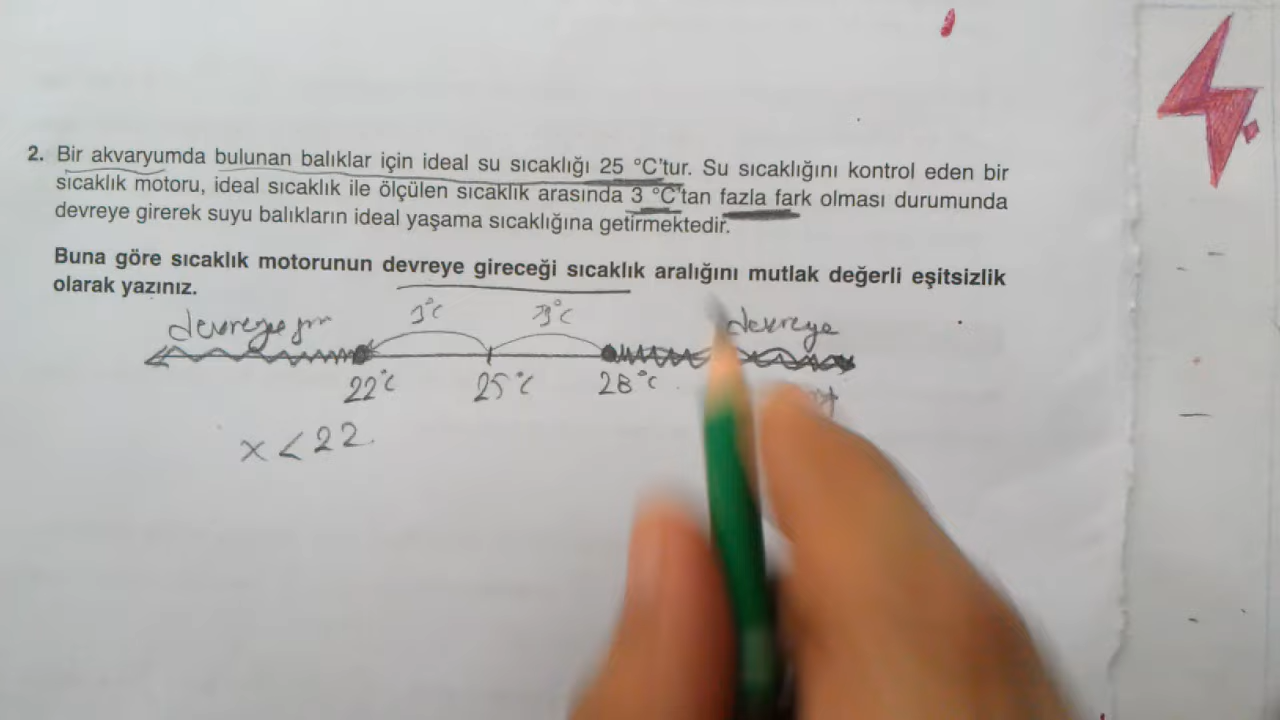 2. Bir akvaryumda bulunan balıklar için ideal su sıcaklığı 25 °C'tur. Su sıcaklığını kontrol eden bir
sıcaklık motoru, ideal sıcaklık ile ölçülen sıcaklık arasında 3 °C'tan fazla fark olması durumunda
devreye girerek suyu balıkların ideal yaşama sıcaklığına getirmektedir.
Buna göre sıcaklık motorunun devreye gireceği sıcaklık aralığını mutlak değerli eşitsizlik
olarak yazınız.
devreye devreye
3°C 3°C
22°C 25°C 28°C
x < 22